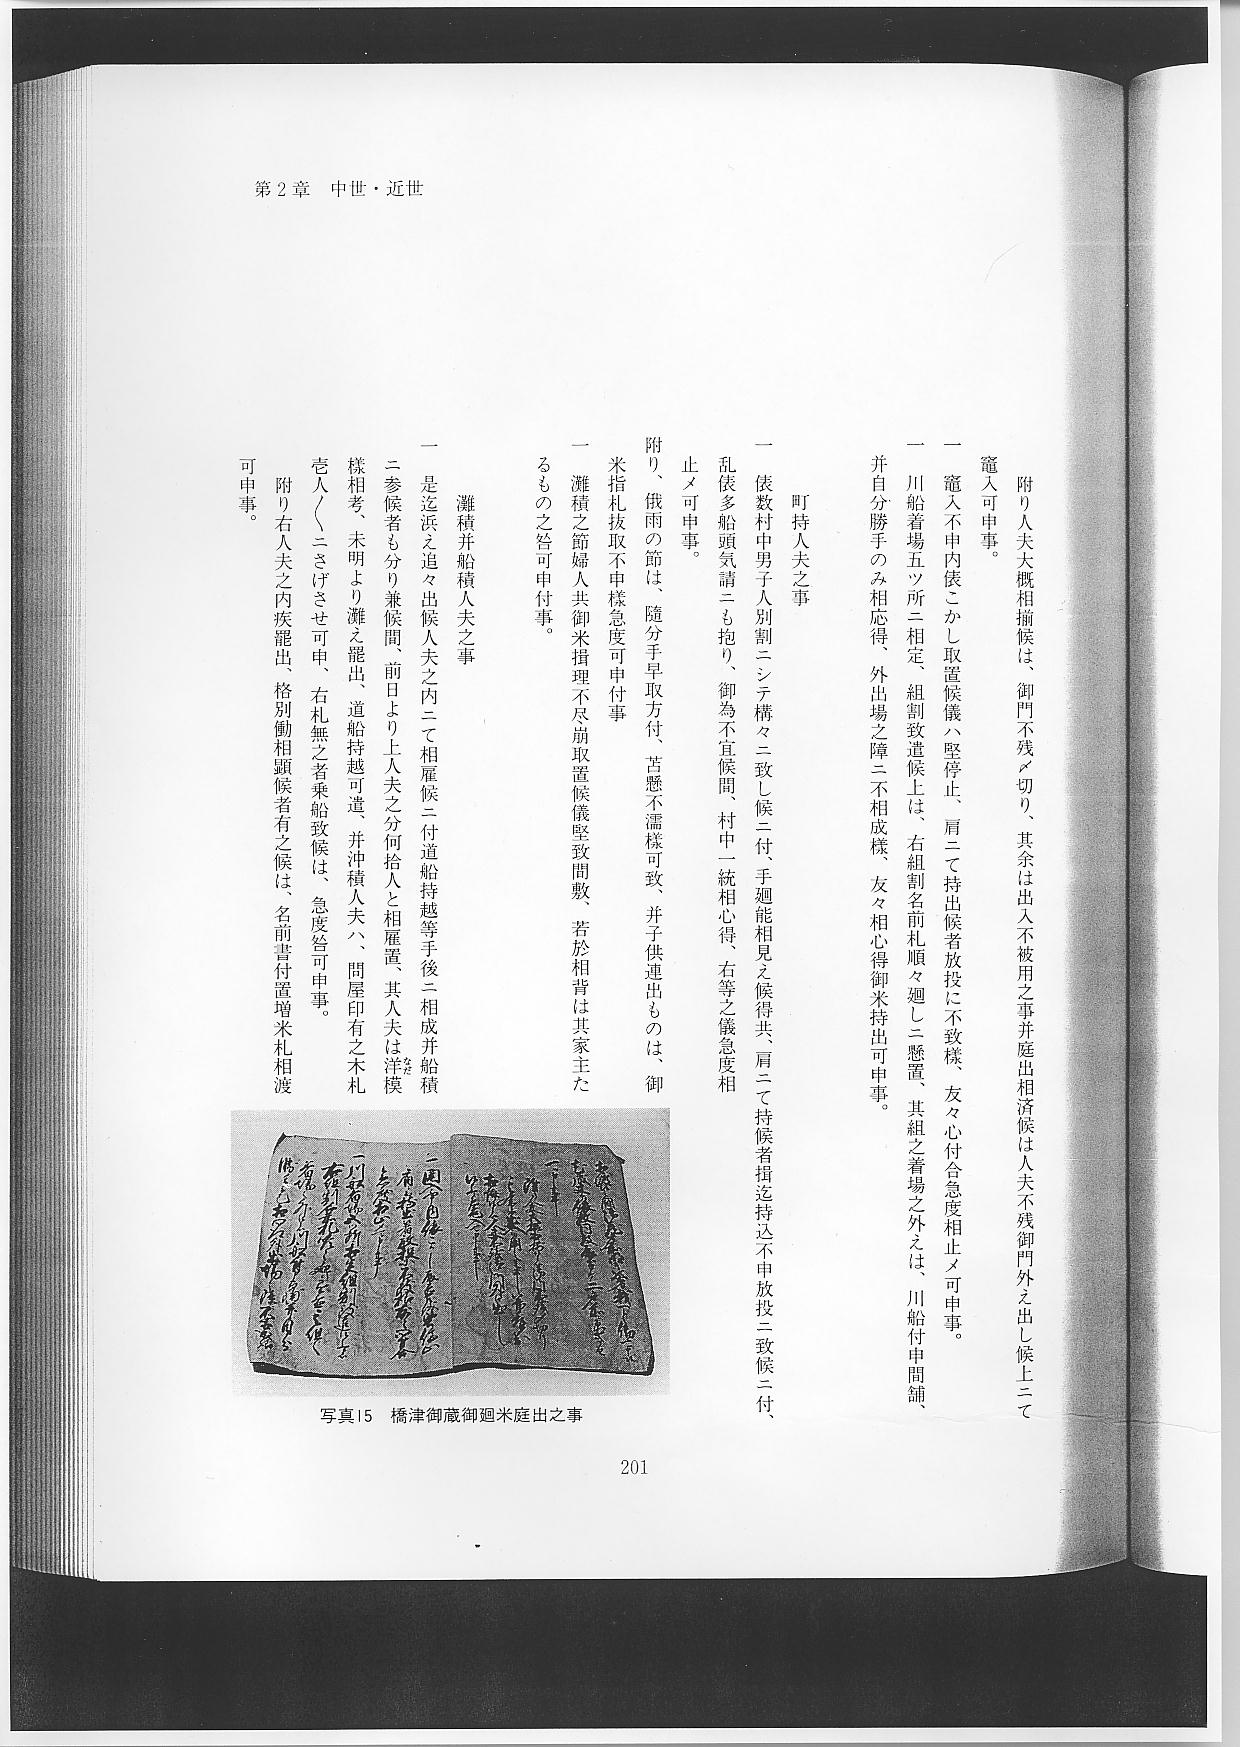 第2章　中世・近世
附り人夫大概相揃候は、御門不残〆切り、其余は出入不被用之事并庭出相済候は人夫不残御門外え出し候上ニて
竈入可申事。
一　竈入不申内俵こかし取置候儀ハ堅停止、肩ニて持出候者放投に不致樣、友々心付合急度相止メ可申事。
一　川船着場五ツ所ニ相定、組割致遣候上は、右組割名前札順々廻しニ懸置、其組之着場之外えは、川船付申間舗、
并自分勝手のみ相応得、外出場之障ニ不相成樣、友々相心得御米持出可申事。
町持人夫之事
一　俵数村中男子人別割ニシテ構々ニ致し候ニ付、手廻能相見え候得共、肩ニて持候者揖迄持込不申放投ニ致候ニ付、
乱俵多船頭気請ニも抱り、御為不宜候間、村中一統相心得、右等之儀急度相
止メ可申事。
附り、俄雨の節は、随分手早取方付、苫懸不濡樣可致、并子供連出ものは、御
米指札抜取不申樣急度可申付事
一　灘積之節婦人共御米揖理不尽崩取置候儀堅致間敷、若於相背は其家主た
るもの之咎可申付事。
灘積并船積人夫之事
一　是迄浜え追々出候人夫之内ニて相雇候ニ付道船持越等手後ニ相成并船積
ニ参候者も分り兼候間、前日より上人夫之分何拾人と相雇置、其人夫は洋模
なだ
樣相考、未明より灘え罷出、道船持越可遣、并沖積人夫ハ、問屋印有之木札
壱人〳〵ニさげさせ可申、右札無之者乗船致候は、急度咎可申事。
附り右人夫之内疾罷出、格別働相顕候者有之候は、名前書付置増米札相渡
可申事。
写真15　橋津御蔵御廻米庭出之事
201